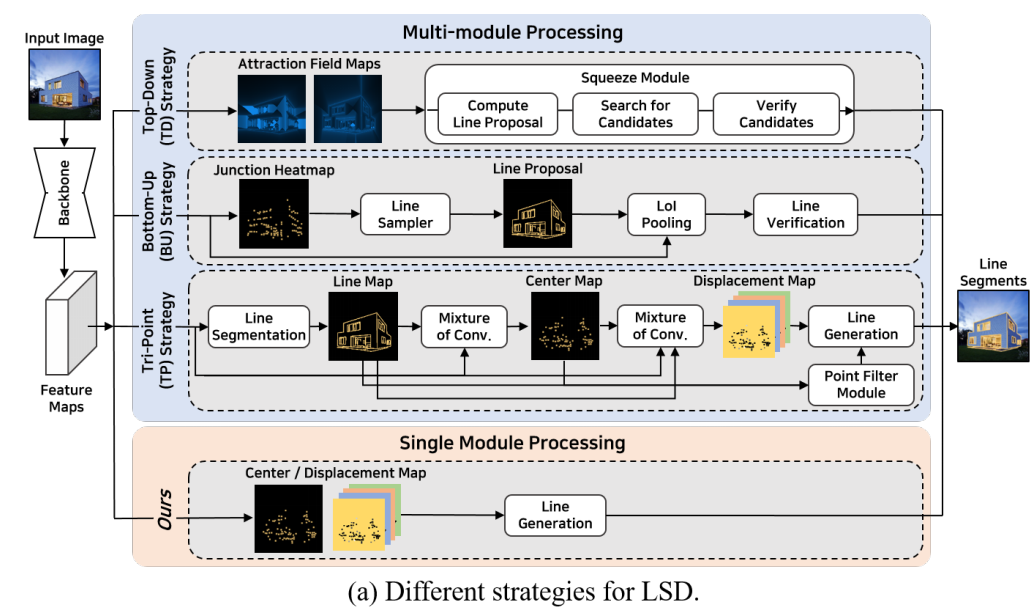 Input Image
Backbone
Feature
Maps
Multi-module Processing
Top-Down
(TD) Strategy
Attraction Field Maps
Squeeze Module
Compute
Line Proposal
Search for
Candidates
Verify
Candidates
Bottom-Up
(BU) Strategy
Junction Heatmap
Line
Sampler
Line Proposal
LoI
Pooling
Line
Verification
Tri-Point
(TP) Strategy
Line
Segmentation
Line Map
Mixture
of Conv.
Center Map
Mixture
of Conv.
Displacement Map
Line
Generation
Point Filter
Module
Line
Segments
Single Module Processing
Ours
Center / Displacement Map
Line
Generation
(a) Different strategies for LSD.